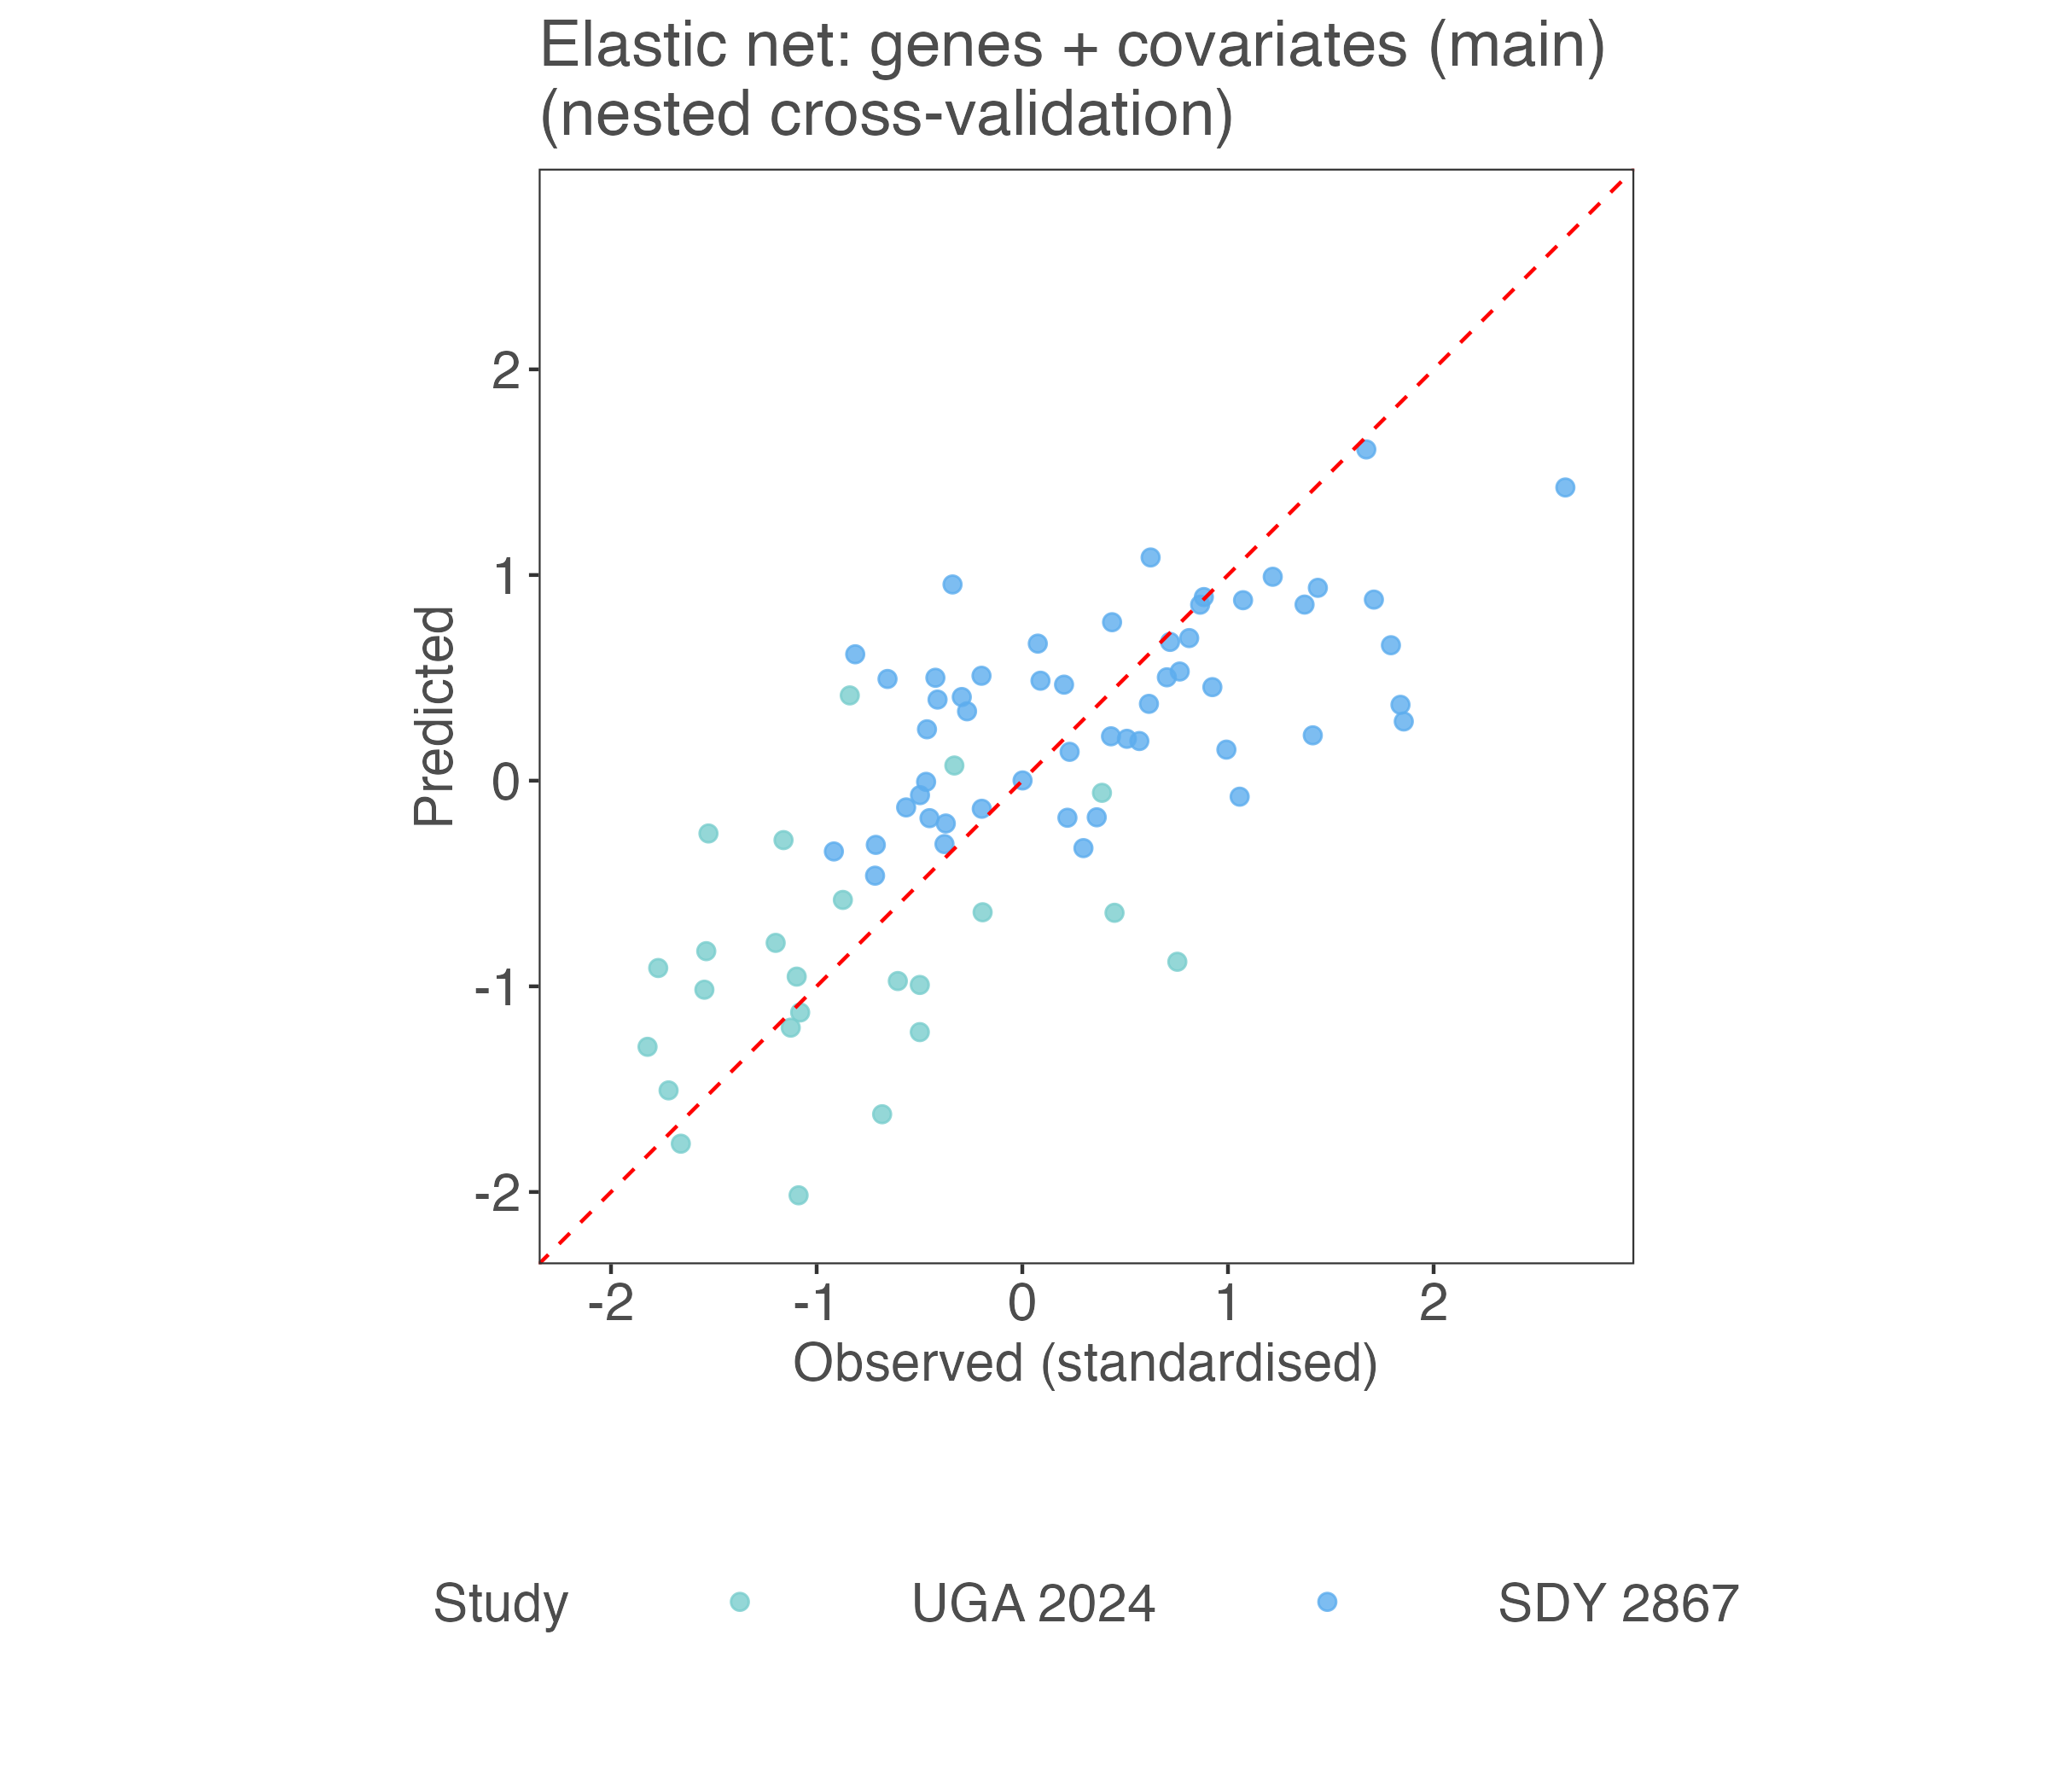 Elastic net: genes + covariates (main)
(nested cross-validation)
Predicted
2
1
0
-1
-2
-2
-1
0
1
2
Observed (standardised)
Study
UGA 2024
SDY 2867